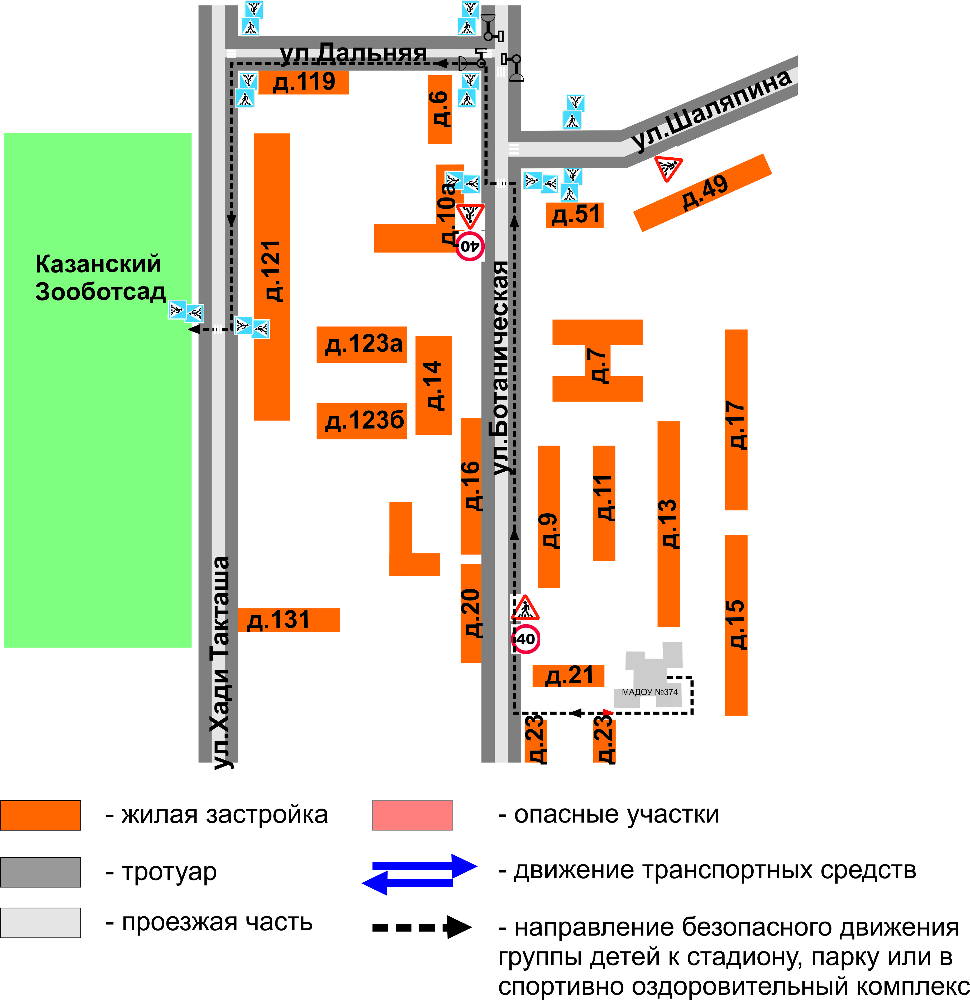 ул.Дальняя
д.119
д.6
ул.Шаляпина
д.49
д.10а
д.51
40
Казанский
Зооботсад
д.121
ул.Ботаническая
д.123а
д.7
д.14
д.123б
д.17
д.16
д.11
д.9
д.13
ул.Хади Такташа
д.131
д.20
д.15
40
д.21
МАДОУ №374
д.23
д.23
- жилая застройка
- тротуар
- проезжая часть
- опасные участки
- движение транспортных средств
- направление безопасного движения
группы детей к стадиону, парку или в
спортивно оздоровительный комплекс